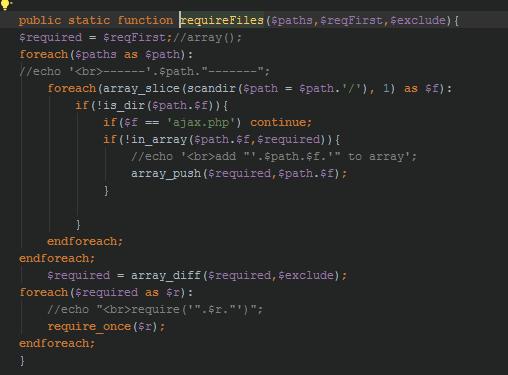 public static function requireFiles($paths,$reqFirst,$exclude){
$required = $reqFirst;//array();
foreach($paths as $path):
//echo '<br>------'.$path."-------";
foreach(array_slice(scandir($path = $path.'/'), 1) as $f):
if(!is_dir($path.$f)){
if($f == 'ajax.php') continue;
if(!in_array($path.$f,$required)){
//echo '<br>add "'.$path.$f.'" to array';
array_push($required,$path.$f);
}
}
endforeach;
endforeach;
$required = array_diff($required,$exclude);
foreach($required as $r):
//echo "<br>require('".$r."')";
require_once($r);
endforeach;
}